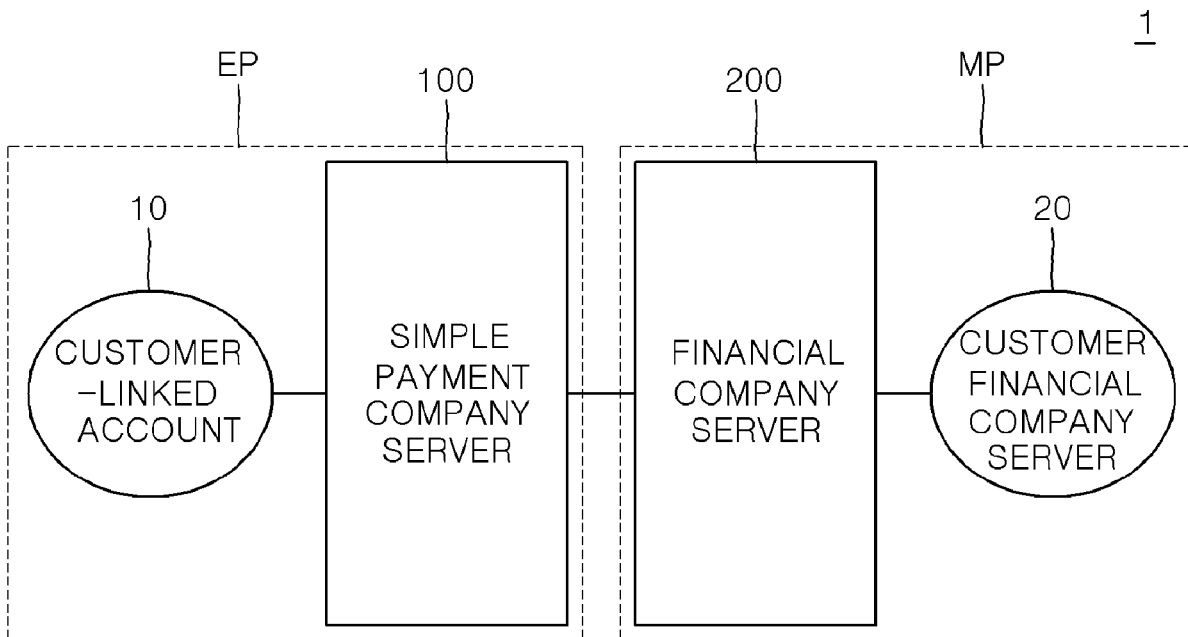 1
EP
100
200
MP
10
20
CUSTOMER
-LINKED
ACCOUNT
SIMPLE
PAYMENT
COMPANY
SERVER
FINANCIAL
COMPANY
SERVER
CUSTOMER
FINANCIAL
COMPANY
SERVER